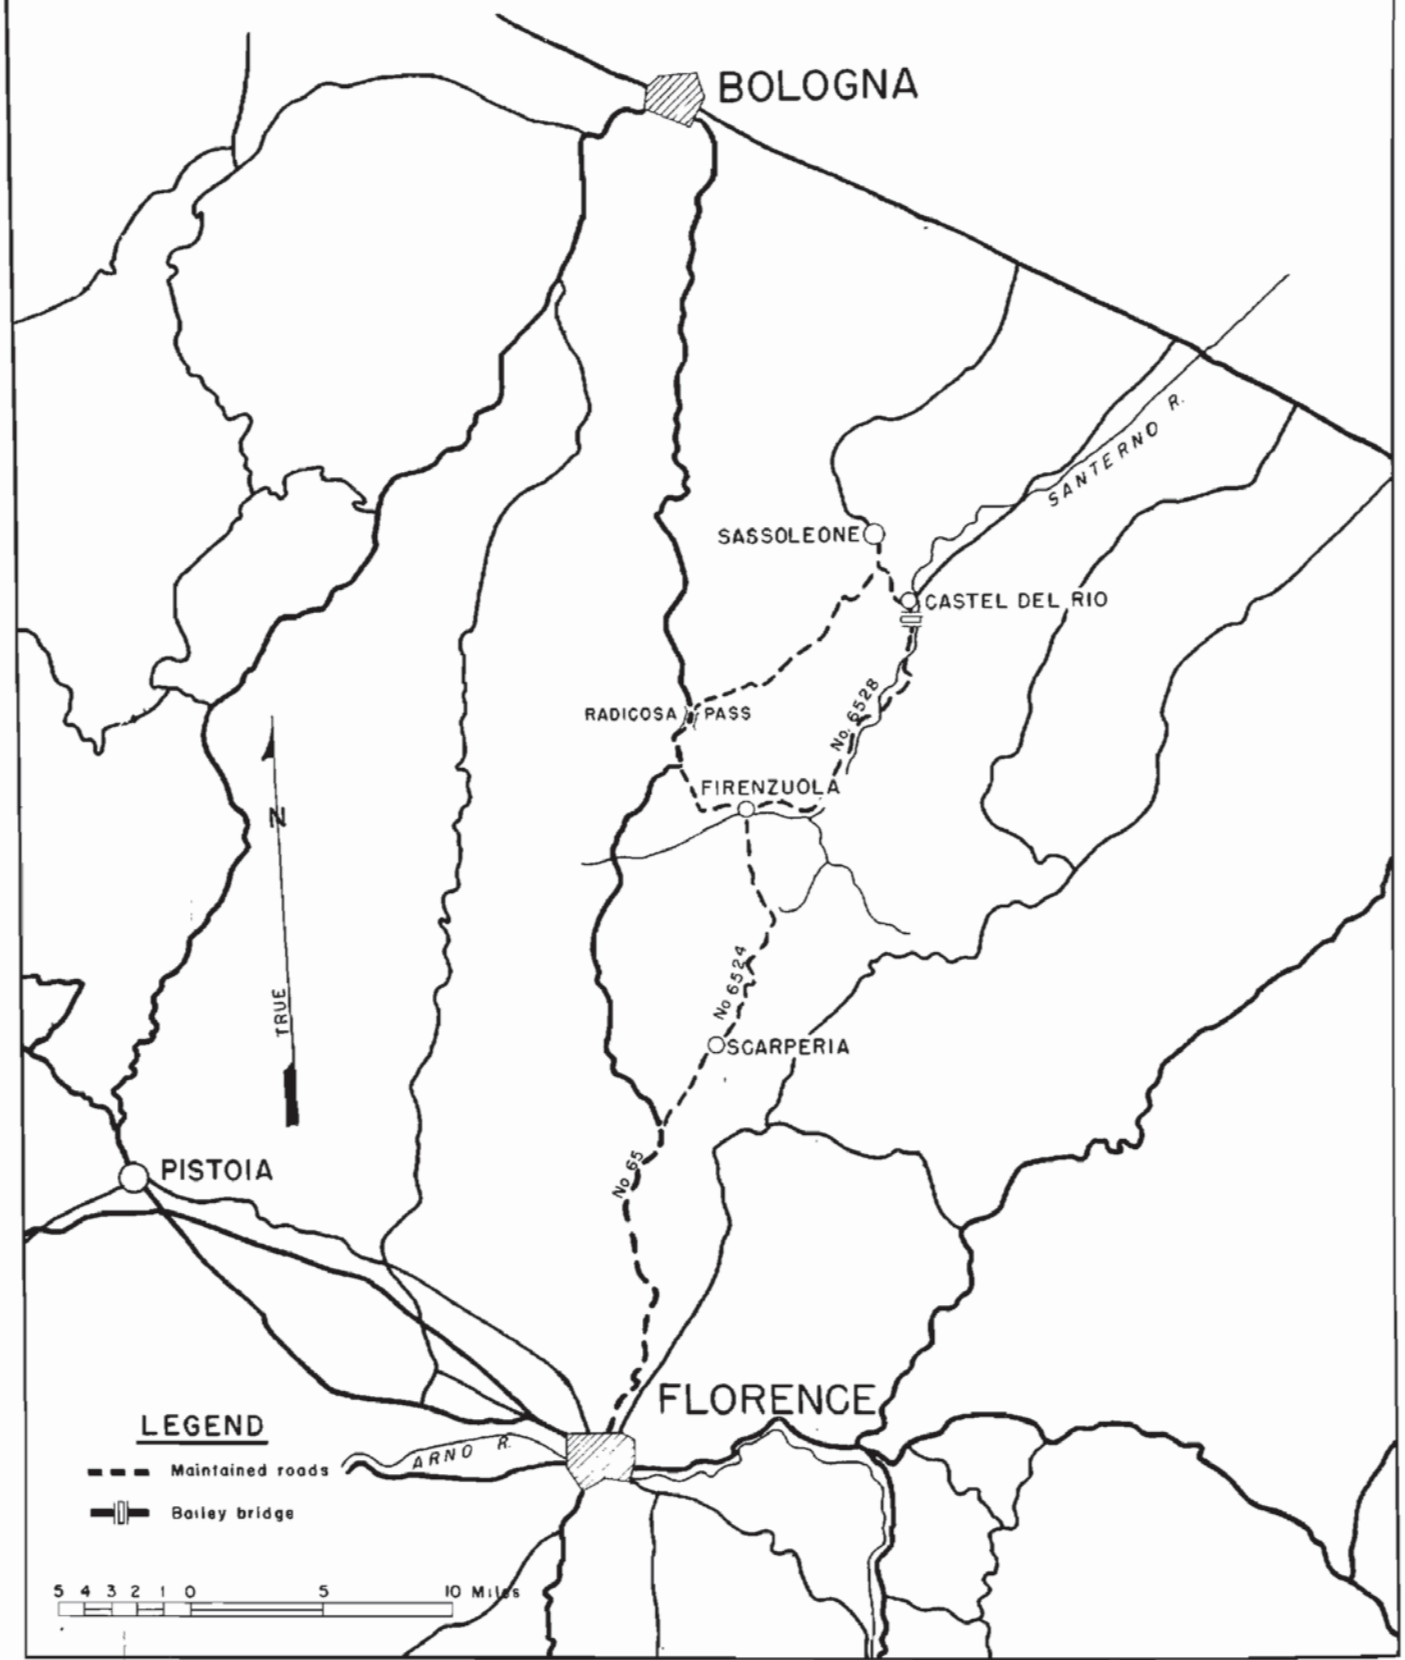 BOLOGNA
SANTERNO R.
SASSOLEONE
CASTEL DEL RIO
No. 6528
RADICOSA PASS
FIRENZUOLA
N
TRUE
No 6524
SCARPERIA
No 65
PISTOIA
FLORENCE
LEGEND
ARNO R.
Maintained roads
Bailey bridge
5 4 3 2 1 0 5 10 Miles